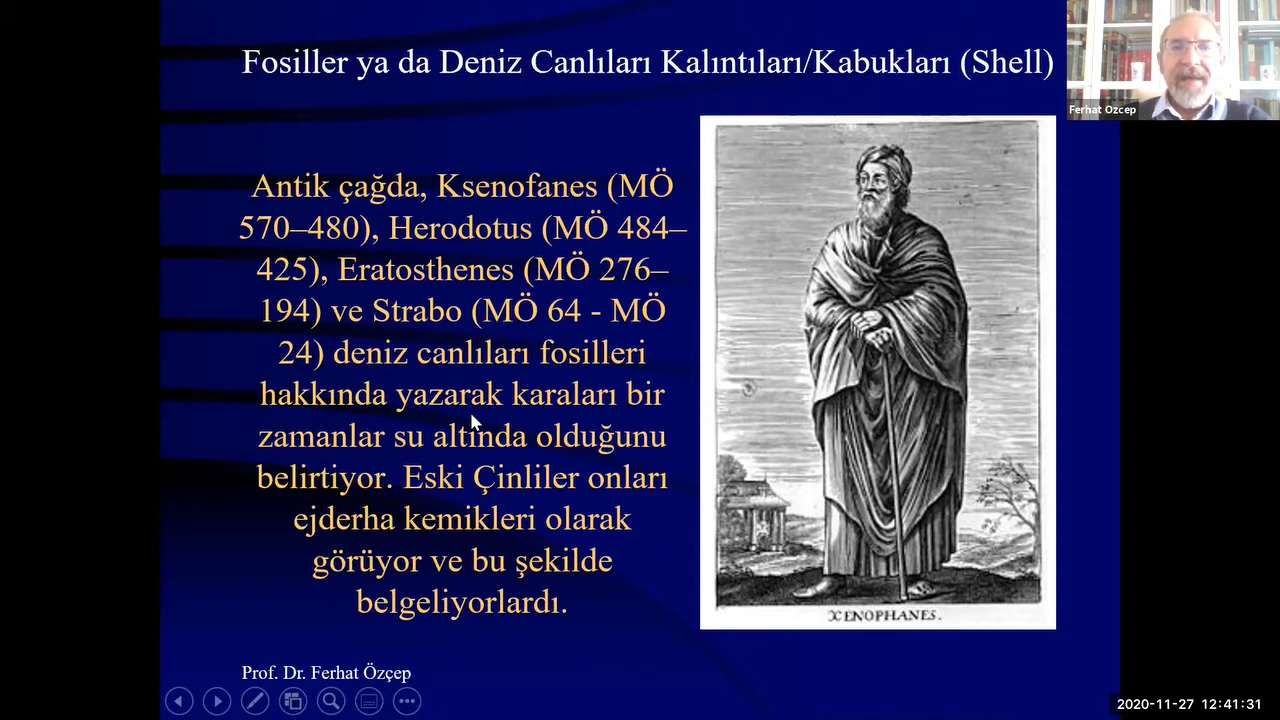 Fosiller ya da Deniz Canlıları Kalıntıları/Kabukları (Shell)
Ferhat Ozcep
Antik çağda, Ksenofanes (MÖ
570–480), Herodotus (MÖ 484–
425), Eratosthenes (MÖ 276–
194) ve Strabo (MÖ 64 - MÖ
24) deniz canlıları fosilleri
hakkında yazarak karaları bir
zamanlar su altında olduğunu
belirtiyor. Eski Çinliler onları
ejderha kemikleri olarak
görüyor ve bu şekilde
belgeliyorlardı.
XENOPHANES.
Prof. Dr. Ferhat Özçep
2020-11-27 12:41:31